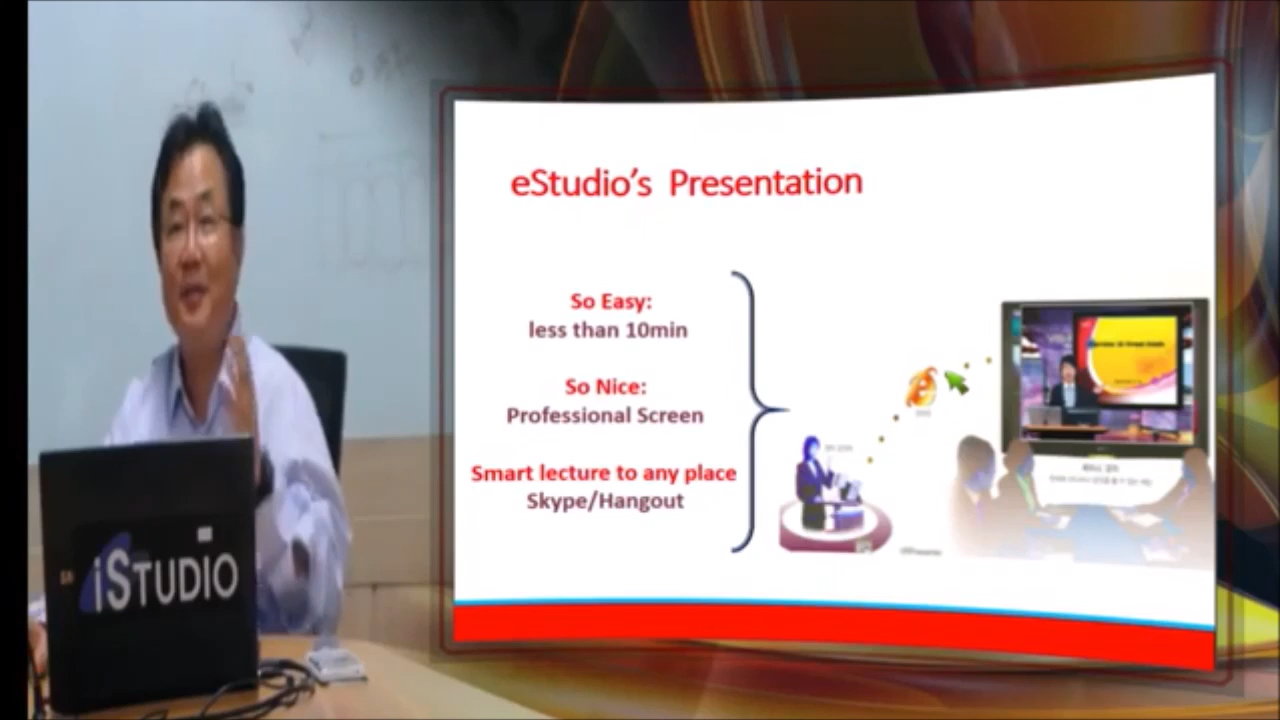 eStudio's Presentation
So Easy:
less than 10min
So Nice:
Professional Screen
Smart lecture to any place
Skype/Hangout
iSTUDIO